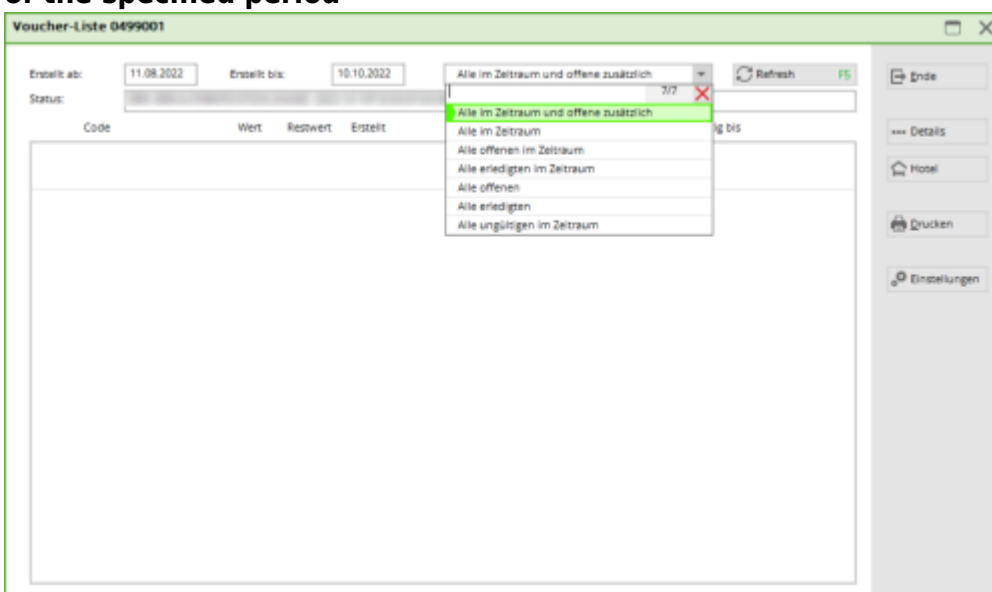 of the specified period
Voucher-Liste 0499001
Erstellt ab: 11.08.2022 Erstellt bis: 10.10.2022 Alle im Zeitraum und offene zusätzlich Refresh F5
Status: 7/7
Code Wert Restwert Erstellt ig bis
Alle im Zeitraum und offene zusätzlich
Alle im Zeitraum
Alle offenen im Zeitraum
Alle erledigten im Zeitraum
Alle offenen
Alle erledigten
Alle ungültigen im Zeitraum
Ende
Details
Hotel
Drucken
Einstellungen